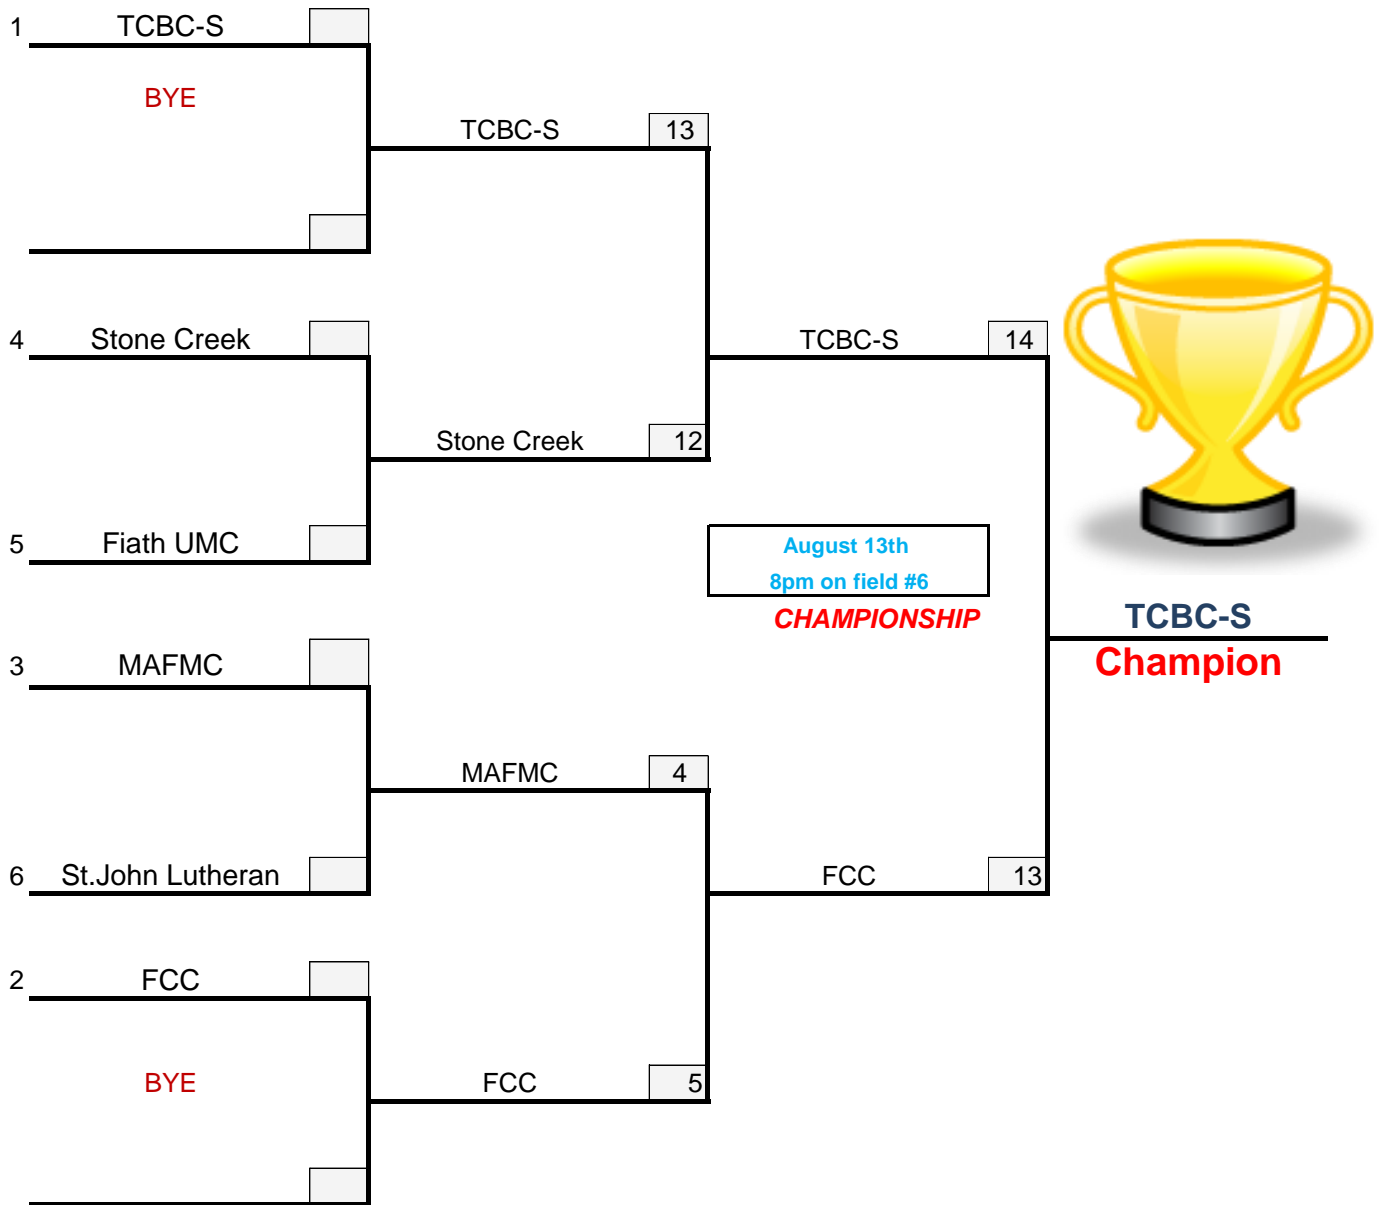 1 TCBC-S
BYE
TCBC-S 13
4 Stone Creek
TCBC-S 14
Stone Creek 12
5 Fiath UMC
August 13th
8pm on field #6
CHAMPIONSHIP
TCBC-S
Champion
3 MAFMC
MAFMC 4
6 St.John Lutheran
FCC 13
2 FCC
BYE
FCC 5